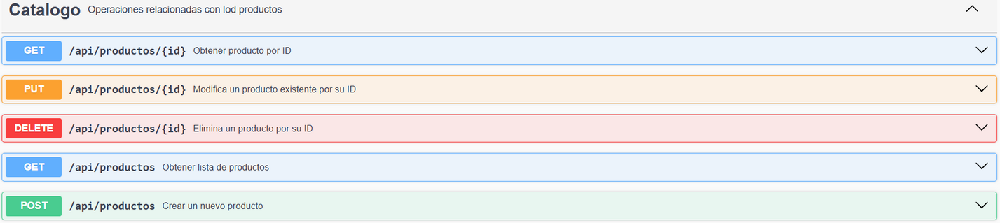 Catalogo Operaciones relacionadas con lod productos
GET /api/productos/{id} Obtener producto por ID
PUT /api/productos/{id} Modifica un producto existente por su ID
DELETE /api/productos/{id} Elimina un producto por su ID
GET /api/productos Obtener lista de productos
POST /api/productos Crear un nuevo producto